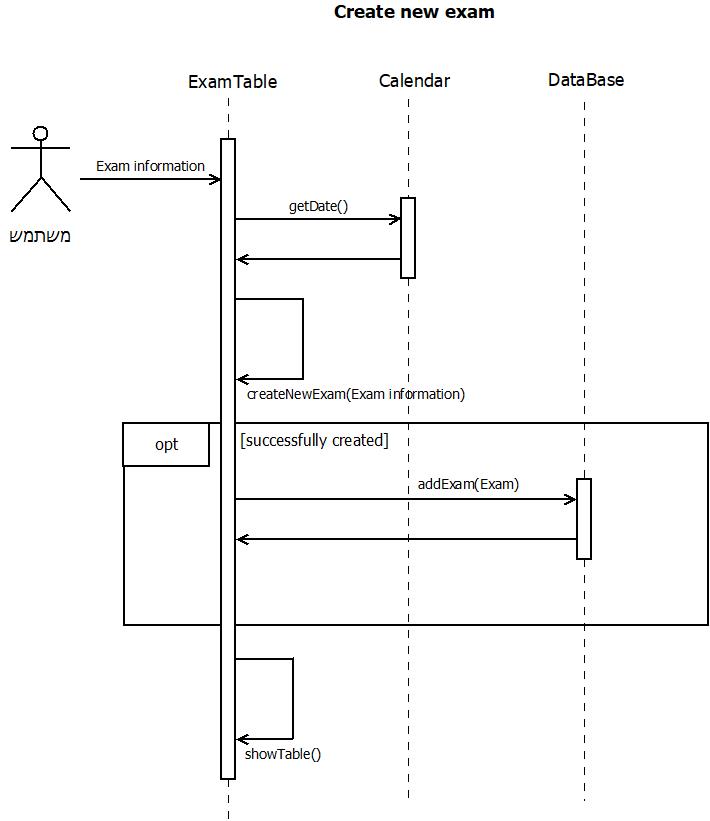 Create new exam
ExamTable
Calendar
DataBase
Exam information
משתמש
getDate()
createNewExam(Exam information)
opt
[successfully created]
addExam(Exam)
showTable()